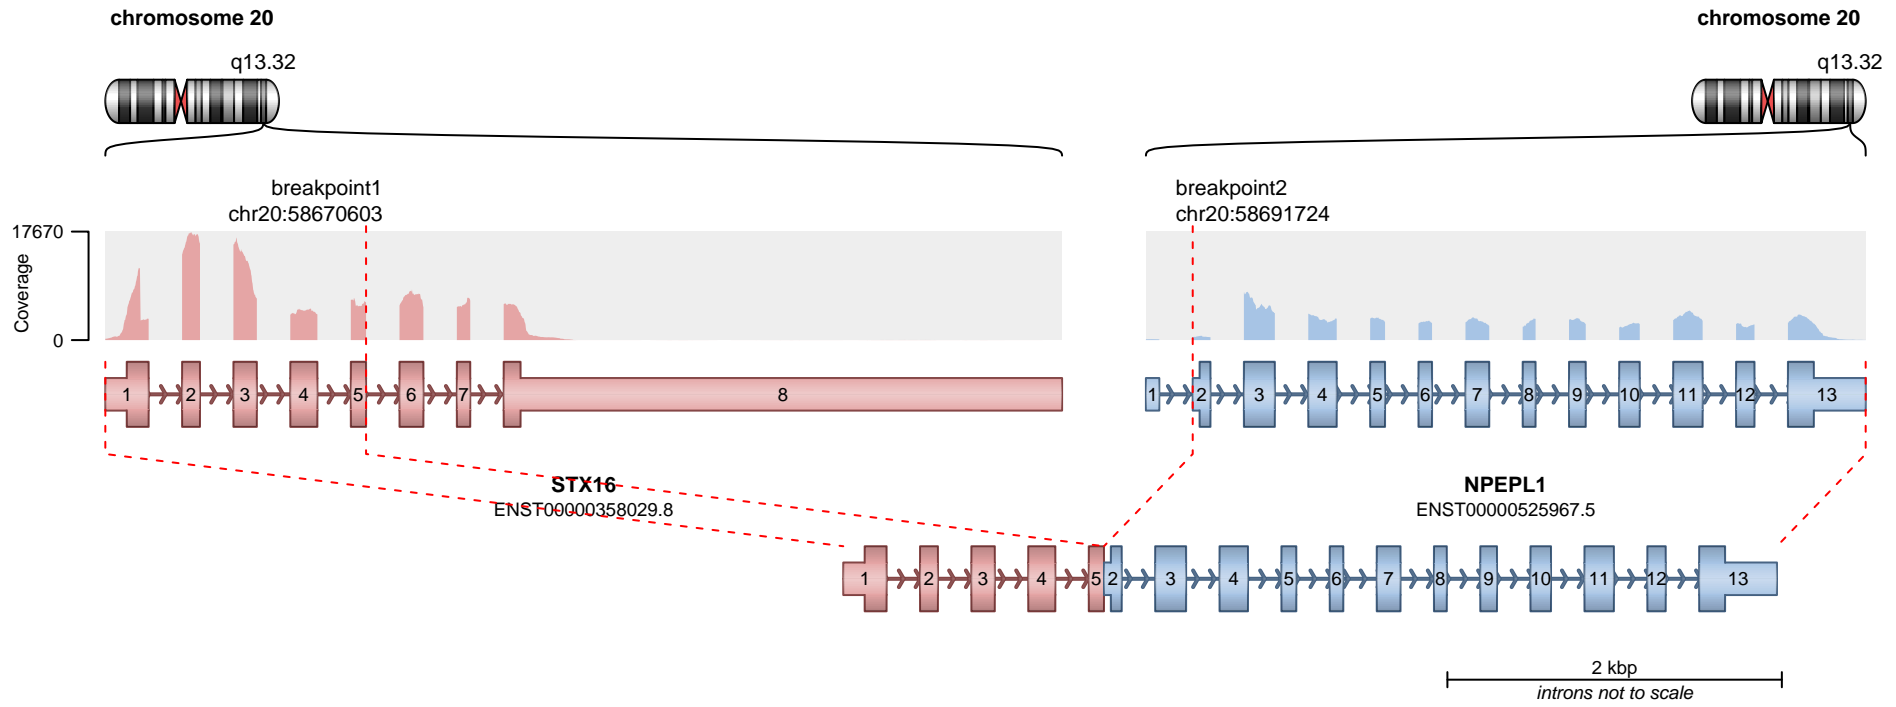 chromosome 20
chromosome 20
q13.32
q13.32
breakpoint1
chr20:58670603
breakpoint2
chr20:58691724
17670
Coverage
0
1 2 3 4 5 6 7 8
1 2 3 4 5 6 7 8 9 10 11 12 13
STX16
ENST00000358029.8
NPEPL1
ENST00000525967.5
1 2 3 4 5 2 3 4 5 6 7 8 9 10 11 12 13
2 kbp
introns not to scale